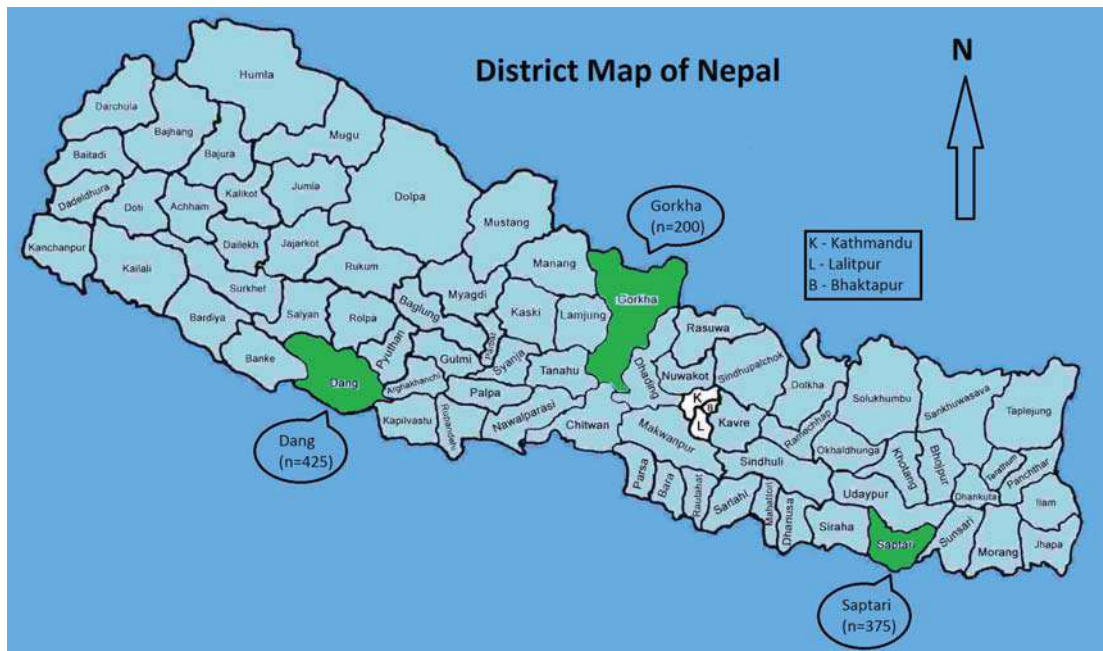 District Map of Nepal
N
Humla
Darchula
Bajhang
Mugu
Baitadi
Bajura
Dadeldhura
Doti
Achham
Kalikot
Jumla
Dolpa
Mustang
Gorkha
(n=200)
K - Kathmandu
L - Lalitpur
B - Bhaktapur
Kanchanpur
Kailali
Dailekh
Jajarkot
Rukum
Manang
Surkhet
Myagdi
Gorkha
Bardiya
Salyan
Rolpa
Baglung
Kaski
Lamjung
Rasuwa
Banke
Pyuthan
Gulmi
Parbat
Syanja
Tanahu
Dhading
Nuwakot
Sindhupalchok
Dolkha
Solukhumbu
Sankhuwasava
Taplejung
Dang
Arghakhanchi
Palpa
K
B
L
Kavre
Ramechhap
Kapilvastu
Rupandehi
Nawalparasi
Chitwan
Makwanpur
Okhaldhunga
Khotang
Bhojpur
Terathum
Panchthar
Dang
(n=425)
Parsa
Bara
Rautahat
Sarlahi
Sindhuli
Mahattori
Dhanusa
Udaypur
Dhankuta
Ilam
Siraha
Saptari
Sunsari
Morang
Jhapa
Saptari
(n=375)